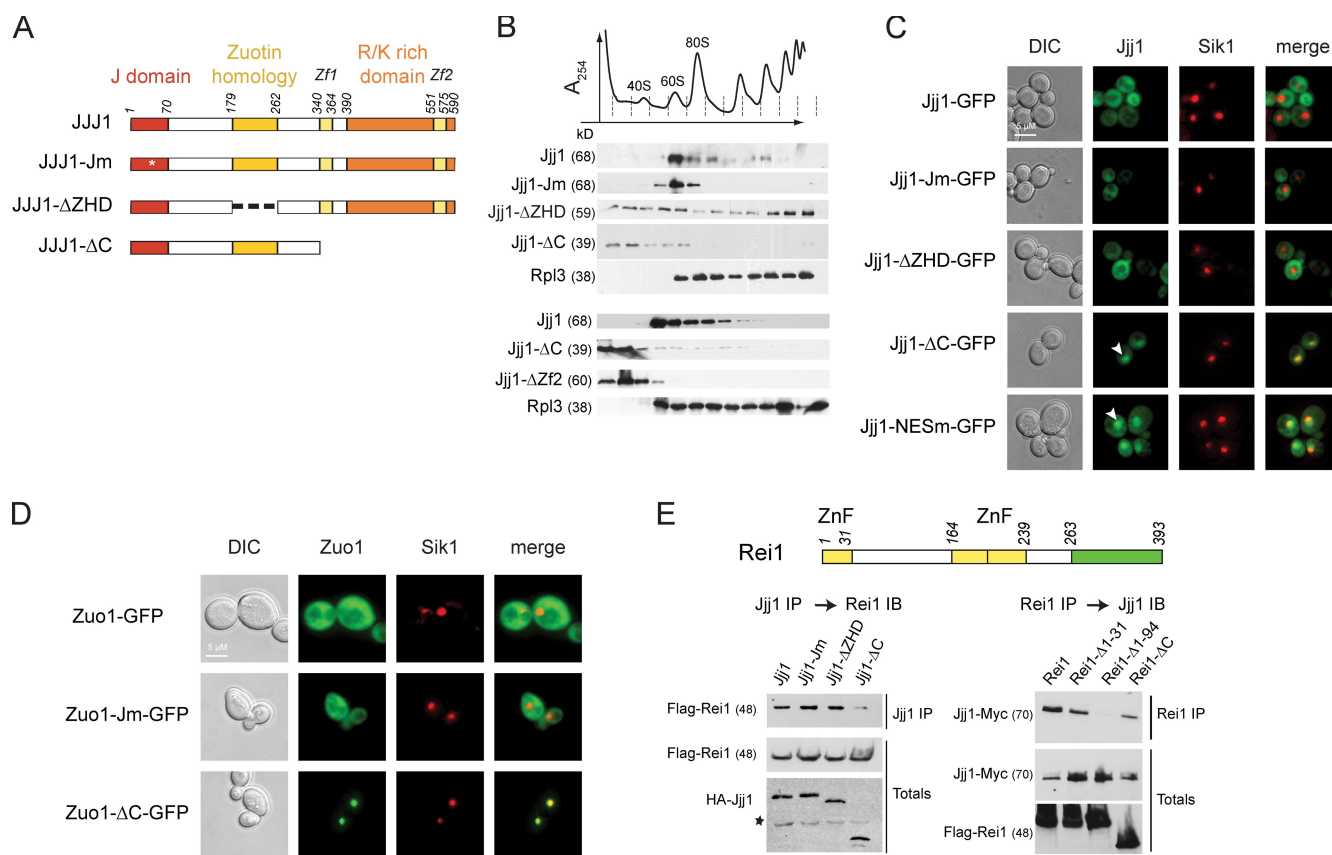 A
J domain
Zuotin
homology
Zf1
R/K rich
domain
Zf2
1
70
179
262
340
364
390
551
575
590
JJJ1
JJJ1-Jm
*
JJJ1-ΔZHD
JJJ1-ΔC
B
A254
40S
60S
80S
kD
Jjj1 (68)
Jjj1-Jm (68)
Jjj1-ΔZHD (59)
Jjj1-ΔC (39)
Rpl3 (38)
Jjj1 (68)
Jjj1-ΔC (39)
Jjj1-ΔZf2 (60)
Rpl3 (38)
C
DIC Jjj1 Sik1 merge
Jjj1-GFP
5 μM
Jjj1-Jm-GFP
Jjj1-ΔZHD-GFP
Jjj1-ΔC-GFP
Jjj1-NESm-GFP
D
DIC Zuo1 Sik1 merge
Zuo1-GFP
5 μM
Zuo1-Jm-GFP
Zuo1-ΔC-GFP
E
ZnF ZnF
1 31 164 239 263 393
Rei1
Jjj1 IP → Rei1 IB
Jjj1
Jjj1-Jm
Jjj1-ΔZHD
Jjj1-ΔC
Flag-Rei1 (48)
Jjj1 IP
Flag-Rei1 (48)
HA-Jjj1
Totals
Rei1 IP → Jjj1 IB
Rei1
Rei1-Δ1-31
Rei1-Δ1-94
Rei1-ΔC
Jjj1-Myc (70)
Rei1 IP
Jjj1-Myc (70)
Flag-Rei1 (48)
Totals